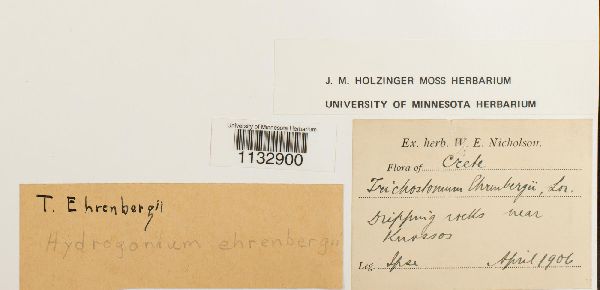 J. M. HOLZINGER MOSS HERBARIUM
UNIVERSITY OF MINNESOTA HERBARIUM
University of Minnesota Herbarium
1132900
T. Ehrenbergii
Hydrogonium ehrenbergii
Ex. herb. W. E. Nicholson.
Flora of Crete
Trichostomum Ehrenbergii, Lor.
Dripping rocks near
Knossos
Leg. Ipse April 1906